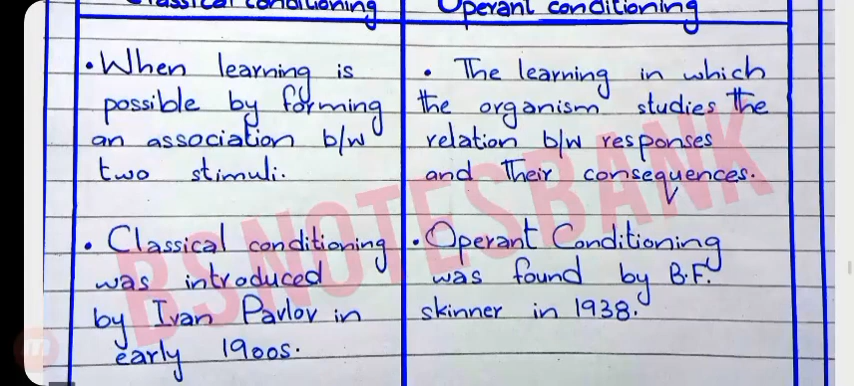 Classical conditioning
Operant conditioning
• When learning is
possible by forming
an association b/w
two stimuli.
• The learning in which
the organism studies the
relation b/w responses
and their consequences.
• Classical conditioning
was introduced
by Ivan Pavlov in
early 1900s.
• Operant Conditioning
was found by B.F.
skinner in 1938.
BSNOTESBANK
m